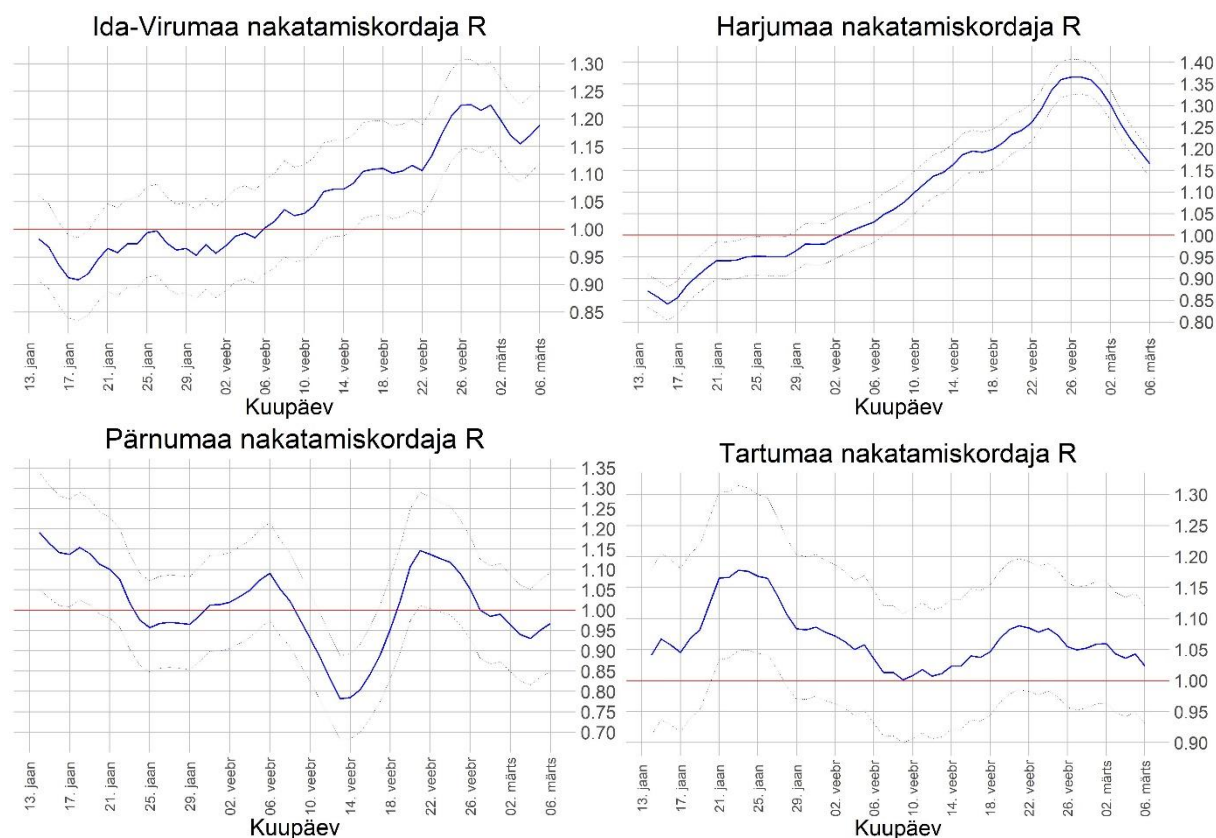 Ida-Virumaa nakatamiskordaja R
1.30
1.25
1.20
1.15
1.10
1.05
1.00
0.95
0.90
0.85
13. jaan
17. jaan
21. jaan
25. jaan
29. jaan
02. veebr
06. veebr
10. veebr
14. veebr
18. veebr
22. veebr
26. veebr
02. märts
06. märts
Kuupäev
Harjumaa nakatamiskordaja R
1.40
1.35
1.30
1.25
1.20
1.15
1.10
1.05
1.00
0.95
0.90
0.85
0.80
13. jaan
17. jaan
21. jaan
25. jaan
29. jaan
02. veebr
06. veebr
10. veebr
14. veebr
18. veebr
22. veebr
26. veebr
02. märts
06. märts
Kuupäev
Pärnumaa nakatamiskordaja R
1.35
1.30
1.25
1.20
1.15
1.10
1.05
1.00
0.95
0.90
0.85
0.80
0.75
0.70
13. jaan
17. jaan
21. jaan
25. jaan
29. jaan
02. veebr
06. veebr
10. veebr
14. veebr
18. veebr
22. veebr
26. veebr
02. märts
06. märts
Kuupäev
Tartumaa nakatamiskordaja R
1.30
1.25
1.20
1.15
1.10
1.05
1.00
0.95
0.90
13. jaan
17. jaan
21. jaan
25. jaan
29. jaan
02. veebr
06. veebr
10. veebr
14. veebr
18. veebr
22. veebr
26. veebr
02. märts
06. märts
Kuupäev